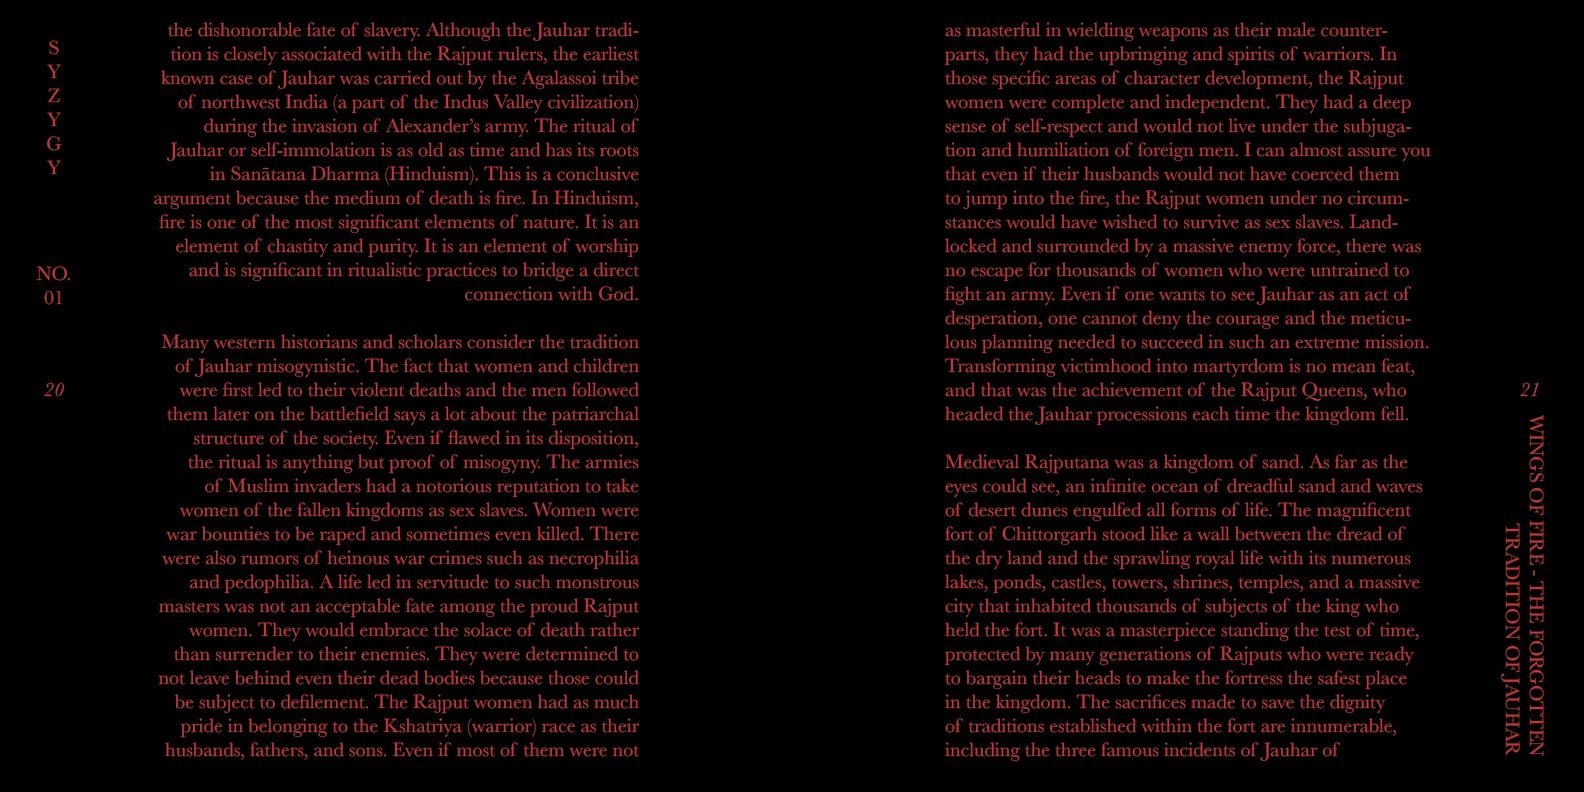 S
Y
Z
Y
G
Y
NO.
01
20
the dishonorable fate of slavery. Although the Jauhar tradi-
tion is closely associated with the Rajput rulers, the earliest
known case of Jauhar was carried out by the Agalassoi tribe
of northwest India (a part of the Indus Valley civilization)
during the invasion of Alexander’s army. The ritual of
Jauhar or self-immolation is as old as time and has its roots
in Sanātana Dharma (Hinduism). This is a conclusive
argument because the medium of death is fire. In Hinduism,
fire is one of the most significant elements of nature. It is an
element of chastity and purity. It is an element of worship
and is significant in ritualistic practices to bridge a direct
connection with God.
Many western historians and scholars consider the tradition
of Jauhar misogynistic. The fact that women and children
were first led to their violent deaths and the men followed
them later on the battlefield says a lot about the patriarchal
structure of the society. Even if flawed in its disposition,
the ritual is anything but proof of misogyny. The armies
of Muslim invaders had a notorious reputation to take
women of the fallen kingdoms as sex slaves. Women were
war bounties to be raped and sometimes even killed. There
were also rumors of heinous war crimes such as necrophilia
and pedophilia. A life led in servitude to such monstrous
masters was not an acceptable fate among the proud Rajput
women. They would embrace the solace of death rather
than surrender to their enemies. They were determined to
not leave behind even their dead bodies because those could
be subject to defilement. The Rajput women had as much
pride in belonging to the Kshatriya (warrior) race as their
husbands, fathers, and sons. Even if most of them were not
as masterful in wielding weapons as their male counter-
parts, they had the upbringing and spirits of warriors. In
those specific areas of character development, the Rajput
women were complete and independent. They had a deep
sense of self-respect and would not live under the subjuga-
tion and humiliation of foreign men. I can almost assure you
that even if their husbands would not have coerced them
to jump into the fire, the Rajput women under no circum-
stances would have wished to survive as sex slaves. Land-
locked and surrounded by a massive enemy force, there was
no escape for thousands of women who were untrained to
fight an army. Even if one wants to see Jauhar as an act of
desperation, one cannot deny the courage and the meticu-
lous planning needed to succeed in such an extreme mission.
Transforming victimhood into martyrdom is no mean feat,
and that was the achievement of the Rajput Queens, who
headed the Jauhar processions each time the kingdom fell.
Medieval Rajputana was a kingdom of sand. As far as the
eyes could see, an infinite ocean of dreadful sand and waves
of desert dunes engulfed all forms of life. The magnificent
fort of Chittorgarh stood like a wall between the dread of
the dry land and the sprawling royal life with its numerous
lakes, ponds, castles, towers, shrines, temples, and a massive
city that inhabited thousands of subjects of the king who
held the fort. It was a masterpiece standing the test of time,
protected by many generations of Rajputs who were ready
to bargain their heads to make the fortress the safest place
in the kingdom. The sacrifices made to save the dignity
of traditions established within the fort are innumerable,
including the three famous incidents of Jauhar of
21
WINGS OF FIRE - THE FORGOTTEN
TRADITION OF JAUHAR